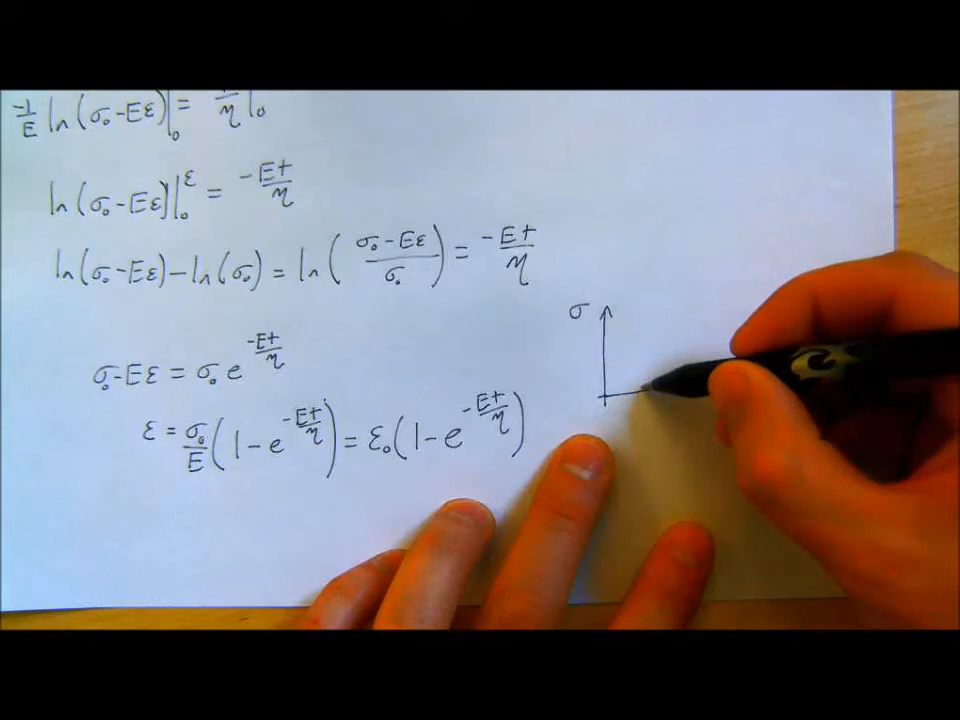 -1/E ln(σ₀-Eε)|₀ = t/η|₀
ln(σ₀-Eε)|₀^ε = -Et/η
ln(σ₀-Eε)-ln(σ₀) = ln((σ₀-Eε)/σ₀) = -Et/η
σ₀-Eε = σ₀e^(-Et/η)
ε = σ₀/E(1-e^(-Et/η)) = ε₀(1-e^(-Et/η))
σ